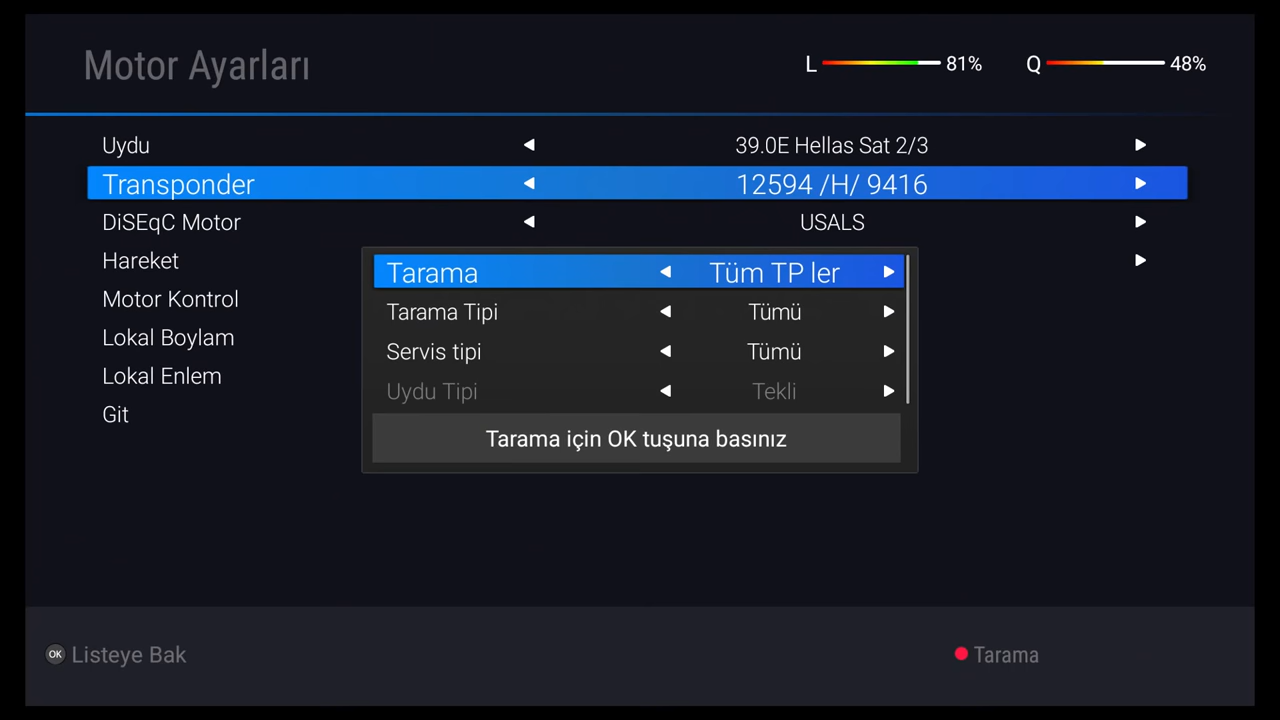 Motor Ayarları
L 81% Q 48%
Uydu 39.0E Hellas Sat 2/3
Transponder 12594 /H/ 9416
DiSEqC Motor USALS
Hareket
Motor Kontrol
Lokal Boylam
Lokal Enlem
Git
Tarama Tüm TP ler
Tarama Tipi Tümü
Servis tipi Tümü
Uydu Tipi Tekli
Tarama için OK tuşuna basınız
OK Listeye Bak
Tarama